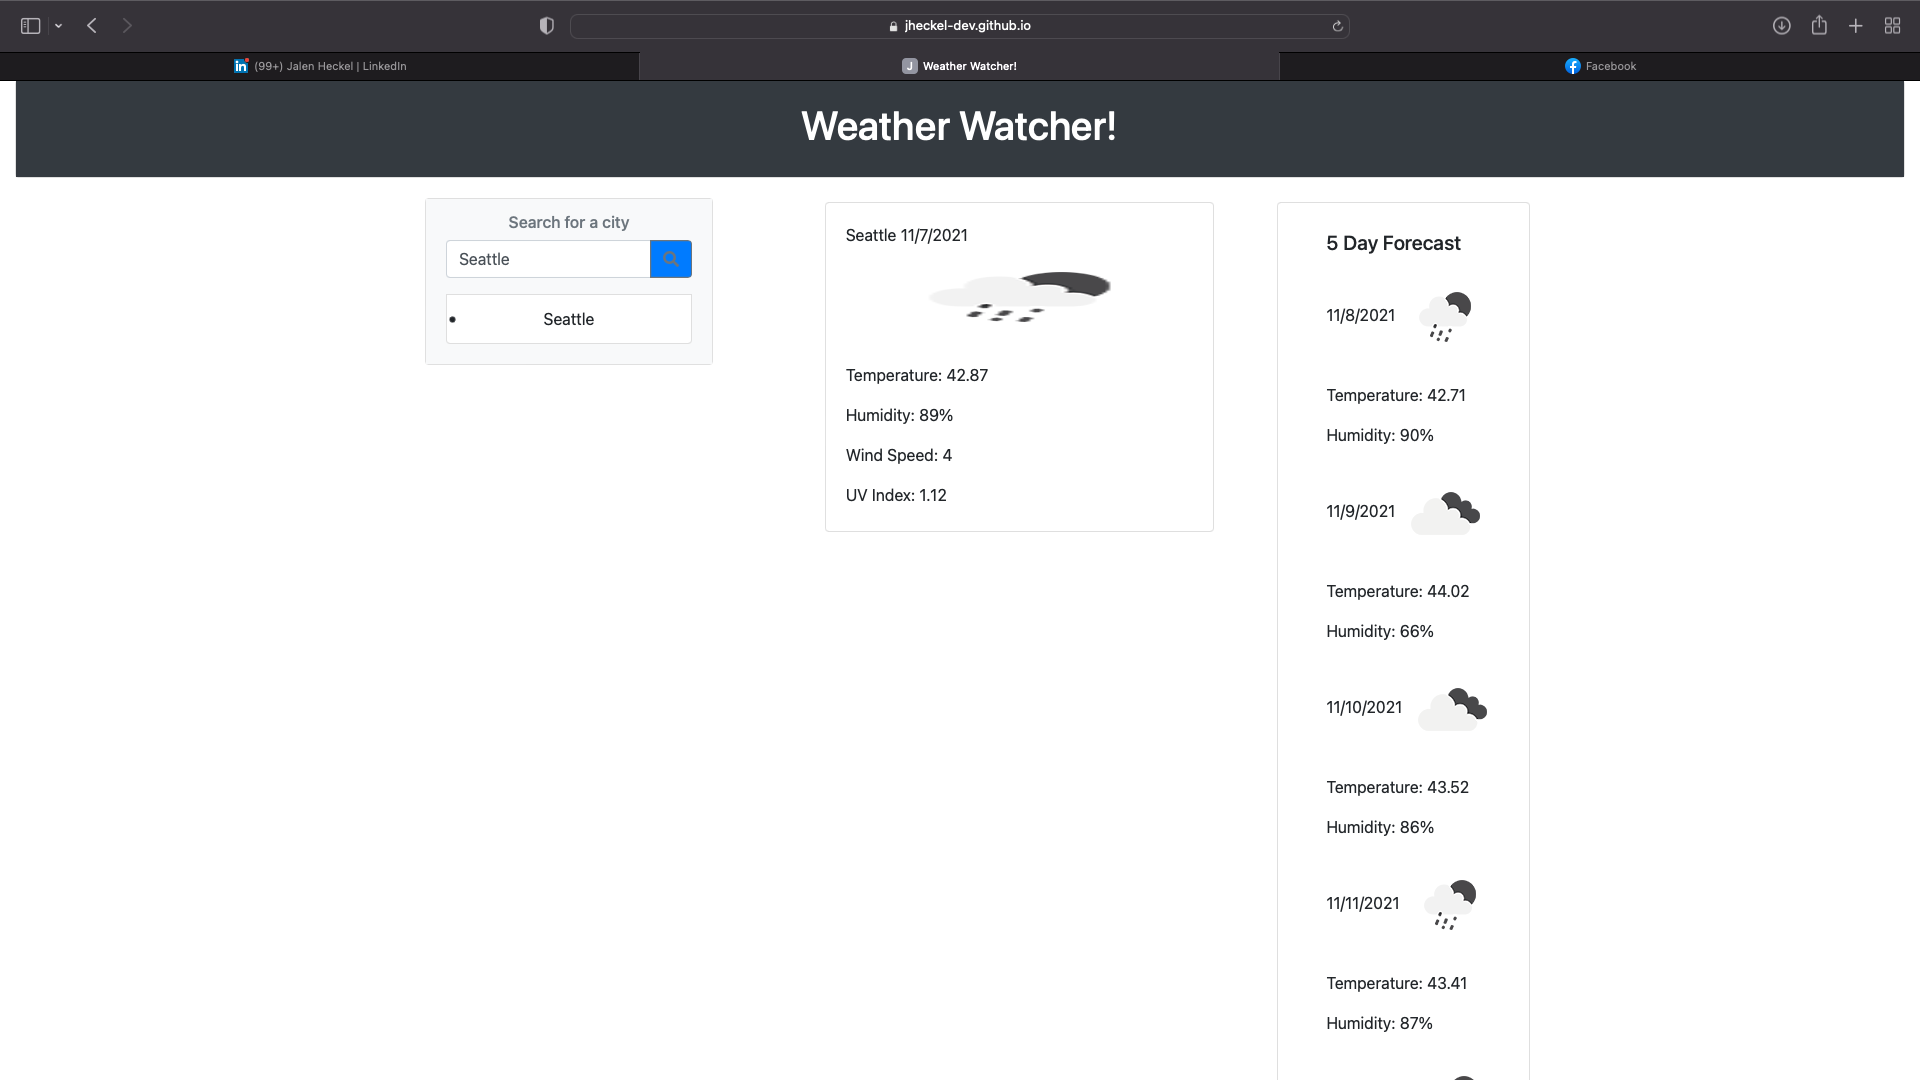 jheckel-dev.github.io
(99+) Jalen Heckel | LinkedIn
J Weather Watcher!
Facebook
Weather Watcher!
Search for a city
Seattle
Seattle
Seattle 11/7/2021
Temperature: 42.87
Humidity: 89%
Wind Speed: 4
UV Index: 1.12
5 Day Forecast
11/8/2021
Temperature: 42.71
Humidity: 90%
11/9/2021
Temperature: 44.02
Humidity: 66%
11/10/2021
Temperature: 43.52
Humidity: 86%
11/11/2021
Temperature: 43.41
Humidity: 87%